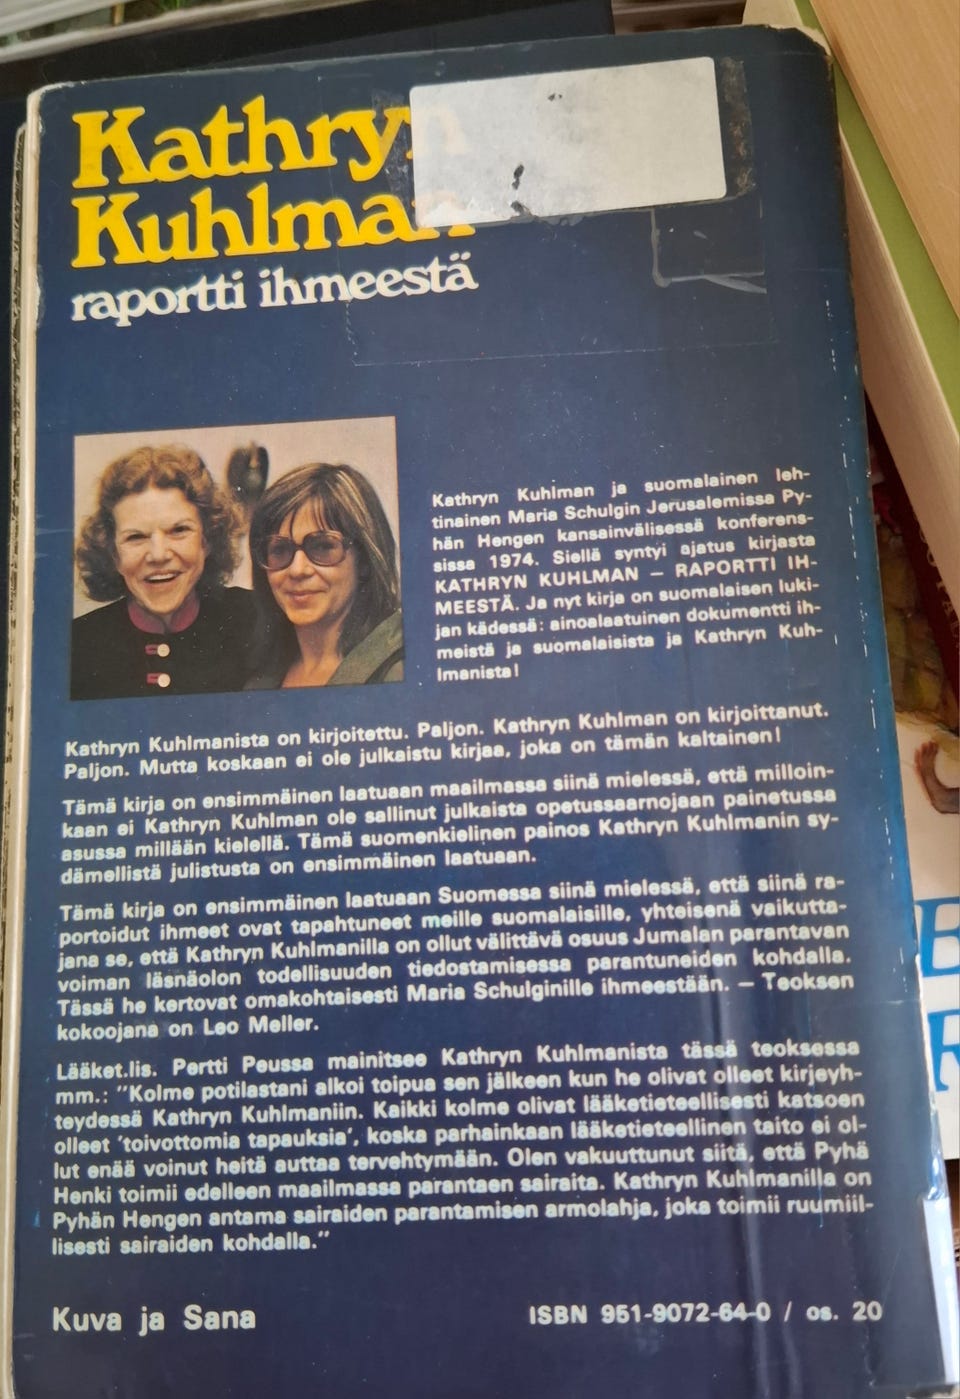 Kathryn
Kuhlman
raportti ihmeestä
Kathryn Kuhlman ja suomalainen leh-
tinainen Maria Schulgin Jerusalemissa Py-
hän Hengen kansainvälisessä konferens-
sissa 1974. Siellä syntyi ajatus kirjasta
KATHRYN KUHLMAN – RAPORTTI IH-
MEESTÄ. Ja nyt kirja on suomalaisen luki-
jan kädessä: ainoalaatuinen dokumentti ih-
meistä ja suomalaisista ja Kathryn Kuh-
lmanista!
Kathryn Kuhlmanista on kirjoitettu. Paljon. Kathryn Kuhlman on kirjoittanut.
Paljon. Mutta koskaan ei ole julkaistu kirjaa, joka on tämän kaltainen!
Tämä kirja on ensimmäinen laatuaan maailmassa siinä mielessä, että milloin-
kaan ei Kathryn Kuhlman ole sallinut julkaista opetussaarnojaan painetussa
asussa millään kielellä. Tämä suomenkielinen painos Kathryn Kuhlmanin sy-
dämellistä julistusta on ensimmäinen laatuaan.
Tämä kirja on ensimmäinen laatuaan Suomessa siinä mielessä, että siinä ra-
portoidut ihmeet ovat tapahtuneet meille suomalaisille, yhteisenä vaikutta-
jana se, että Kathryn Kuhlmanilla on ollut välittävä osuus Jumalan parantavan
voiman läsnäolon todellisuuden tiedostamisessa parantuneiden kohdalla.
Tässä he kertovat omakohtaisesti Maria Schulginille ihmeestään. – Teoksen
kokoojana on Leo Meller.
Lääket.lis. Pertti Peussa mainitsee Kathryn Kuhlmanista tässä teoksessa
mm.: "Kolme potilastani alkoi toipua sen jälkeen kun he olivat olleet kirjeyh-
teydessä Kathryn Kuhlmaniin. Kaikki kolme olivat lääketieteellisesti katsoen
olleet 'toivottomia tapauksia', koska parhainkaan lääketieteellinen taito ei ol-
lut enää voinut heitä auttaa tervehtymään. Olen vakuuttunut siitä, että Pyhä
Henki toimii edelleen maailmassa parantaen sairaita. Kathryn Kuhlmanilla on
Pyhän Hengen antama sairaiden parantamisen armolahja, joka toimii ruumiil-
lisesti sairaiden kohdalla."
Kuva ja Sana
ISBN 951-9072-64-0 / os. 20